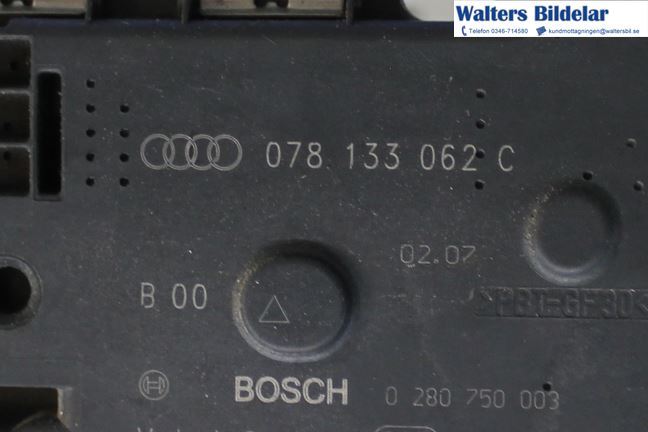 Walters Bildelar
Telefon 0346-714580 kundmottagningen@waltersbil.se
078 133 062 C
02.07
B 00
>PBT-GF30<
BOSCH 0 280 750 003